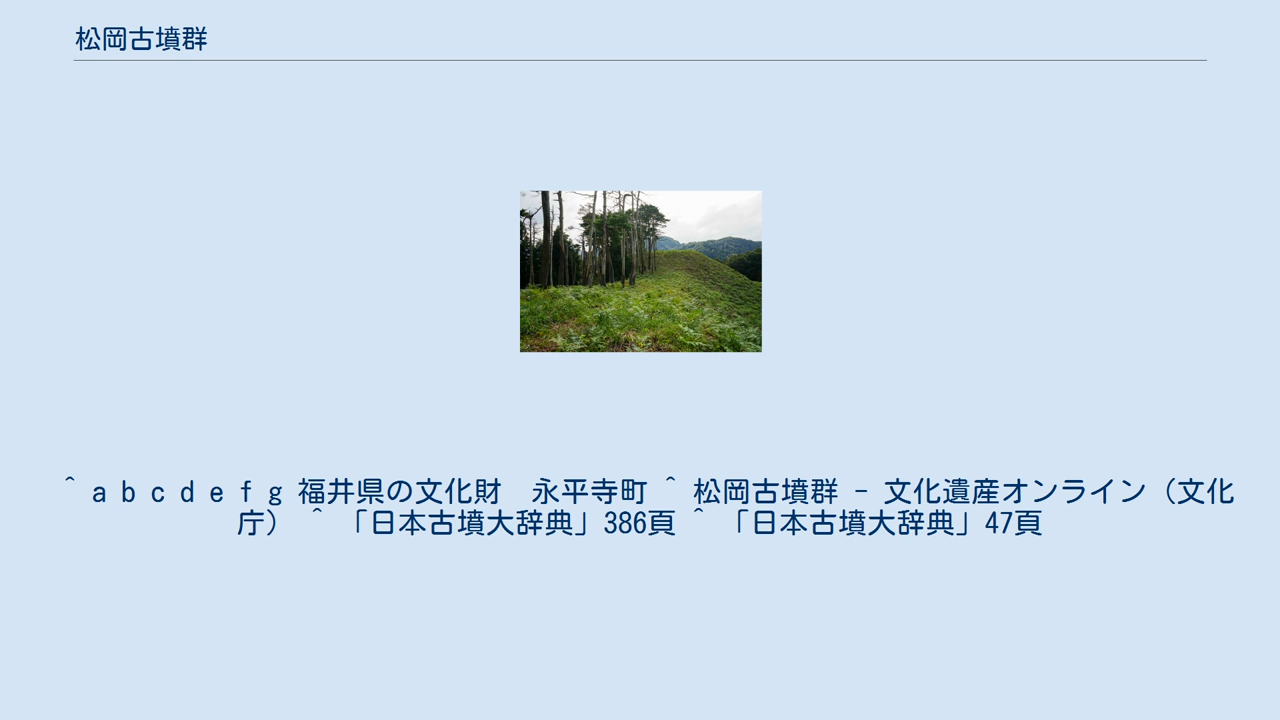 松岡古墳群
^ a b c d e f g 福井県の文化財　永平寺町 ^ 松岡古墳群 - 文化遺産オンライン（文化
庁） ^ 「日本古墳大辞典」386頁 ^ 「日本古墳大辞典」47頁